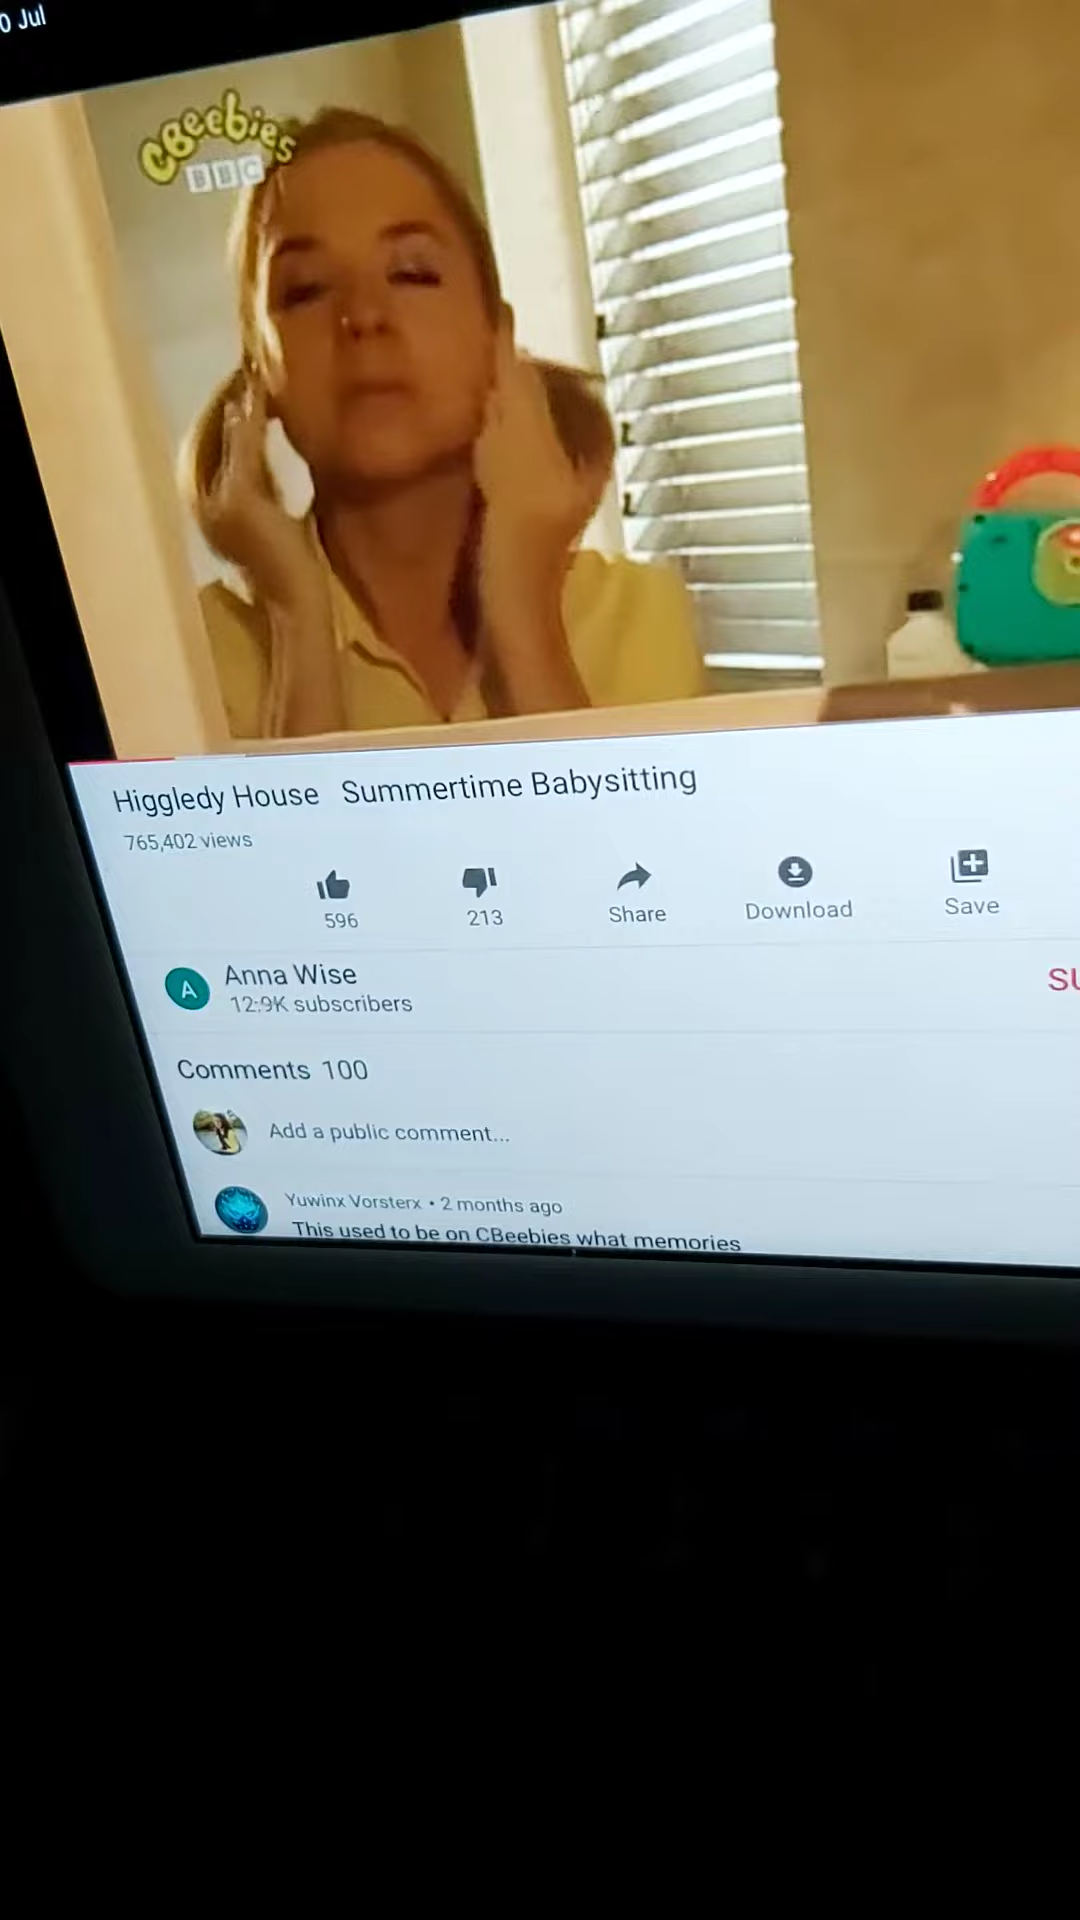 0 Jul
CBeebies
BBC
Higgledy House Summertime Babysitting
765,402 views
596
213
Share
Download
Save
A
Anna Wise
12.9K subscribers
SU
Comments 100
Add a public comment...
Yuwinx Vorsterx • 2 months ago
This used to be on CBeebies what memories